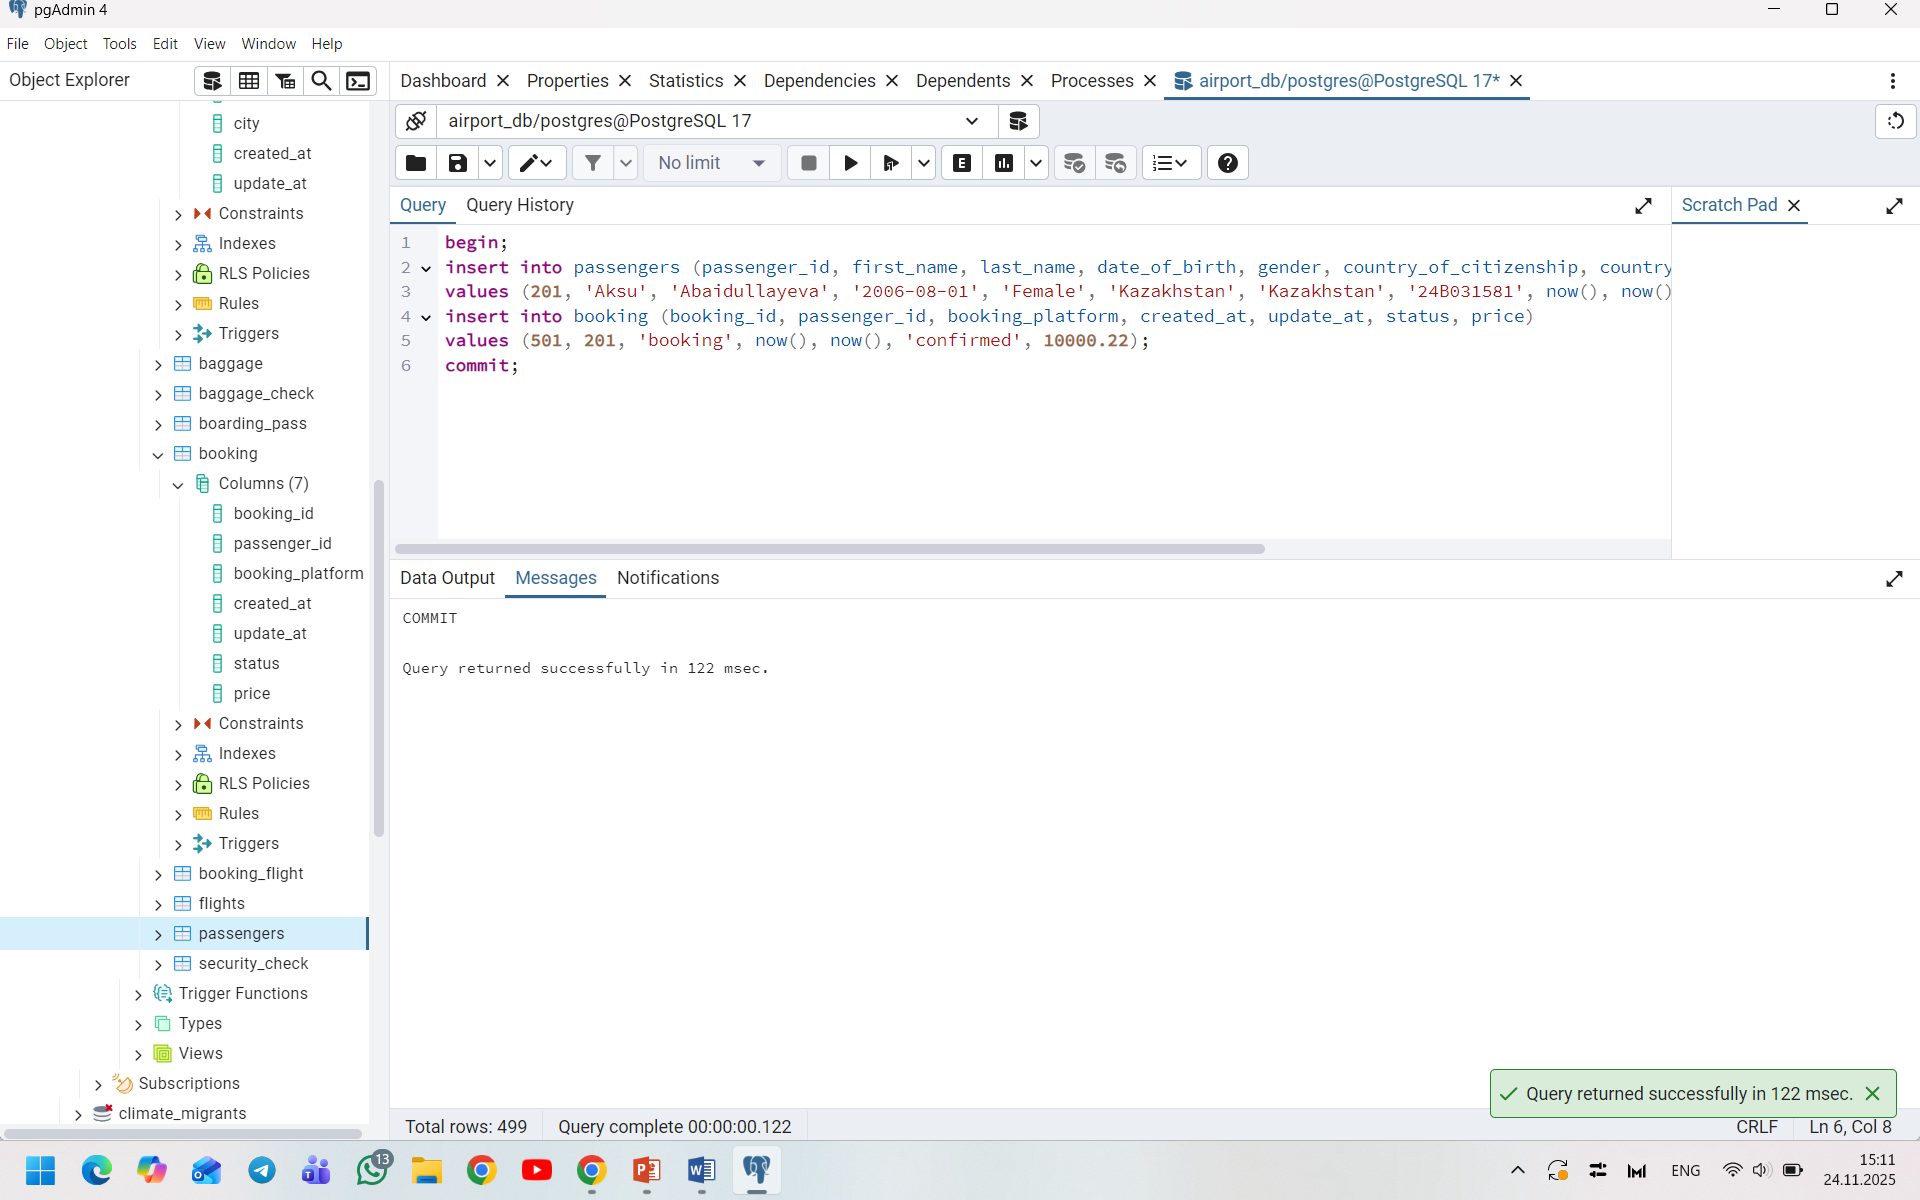 pgAdmin 4
File Object Tools Edit View Window Help
Object Explorer
Dashboard Properties Statistics Dependencies Dependents Processes airport_db/postgres@PostgreSQL 17*
airport_db/postgres@PostgreSQL 17
No limit
E
Query Query History
Scratch Pad
1 begin;
2 insert into passengers (passenger_id, first_name, last_name, date_of_birth, gender, country_of_citizenship, country
3 values (201, 'Aksu', 'Abaidullayeva', '2006-08-01', 'Female', 'Kazakhstan', 'Kazakhstan', '24B031581', now(), now()
4 insert into booking (booking_id, passenger_id, booking_platform, created_at, update_at, status, price)
5 values (501, 201, 'booking', now(), now(), 'confirmed', 10000.22);
6 commit;
Data Output Messages Notifications
COMMIT
Query returned successfully in 122 msec.
city
created_at
update_at
Constraints
Indexes
RLS Policies
Rules
Triggers
baggage
baggage_check
boarding_pass
booking
Columns (7)
booking_id
passenger_id
booking_platform
created_at
update_at
status
price
Constraints
Indexes
RLS Policies
Rules
Triggers
booking_flight
flights
passengers
security_check
Trigger Functions
Types
Views
Subscriptions
climate_migrants
Query returned successfully in 122 msec.
Total rows: 499 Query complete 00:00:00.122 CRLF Ln 6, Col 8
13
ENG
15:11
24.11.2025